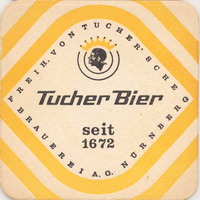 FREIH. VON TUCHER'SCHE
Tucher Bier
seit
1672
BRAUEREI A.G. NÜRNBERG